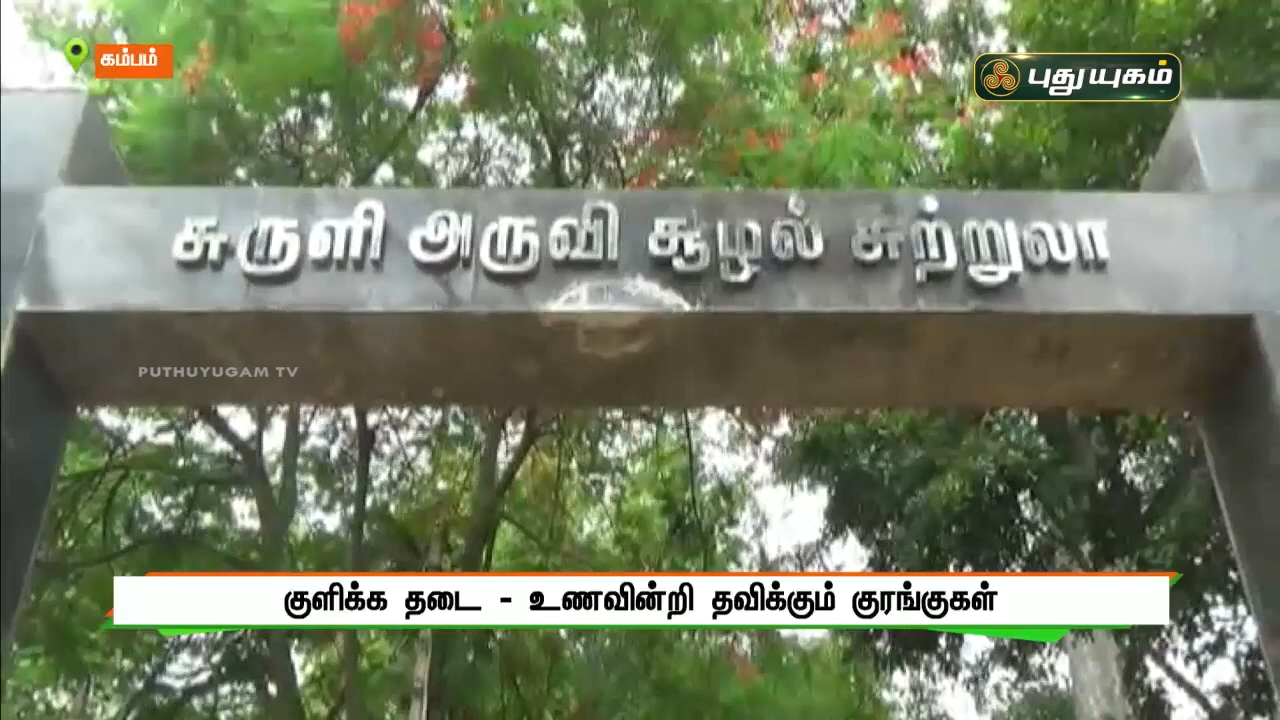 கம்பம்
புதுயுகம்
சுருளி அருவி சூழல் சுற்றுலா
PUTHUYUGAM TV
குளிக்க தடை - உணவின்றி தவிக்கும் குரங்குகள்